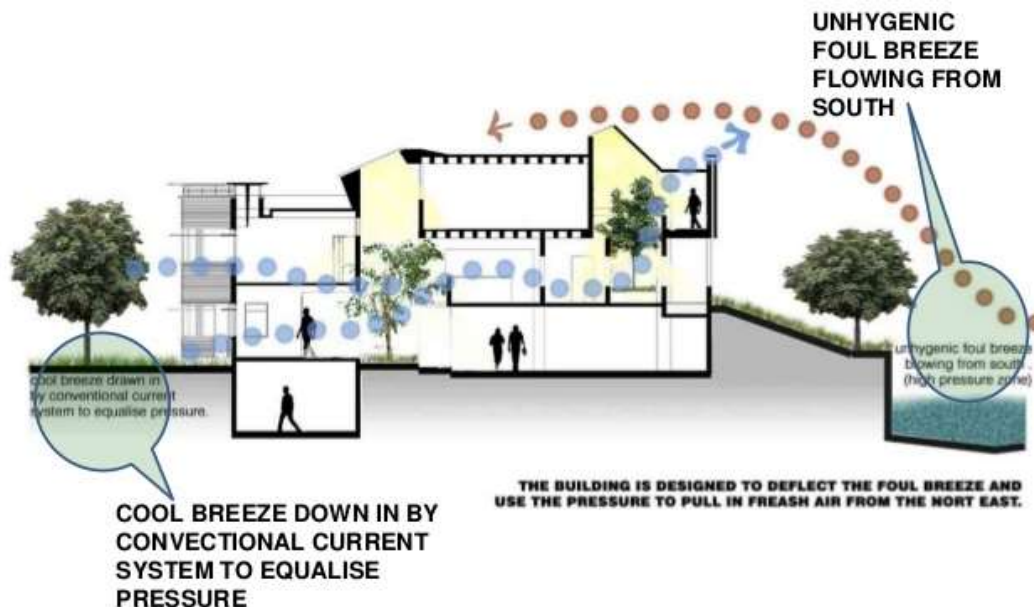 UNHYGENIC
FOUL BREEZE
FLOWING FROM
SOUTH
unhygenic foul breeze
blowing from south .
(high pressure zone)
cool breeze drawn in
by conventional current
system to equalise pressure.
THE BUILDING IS DESIGNED TO DEFLECT THE FOUL BREEZE AND
USE THE PRESSURE TO PULL IN FREASH AIR FROM THE NORT EAST.
COOL BREEZE DOWN IN BY
CONVECTIONAL CURRENT
SYSTEM TO EQUALISE
PRESSURE